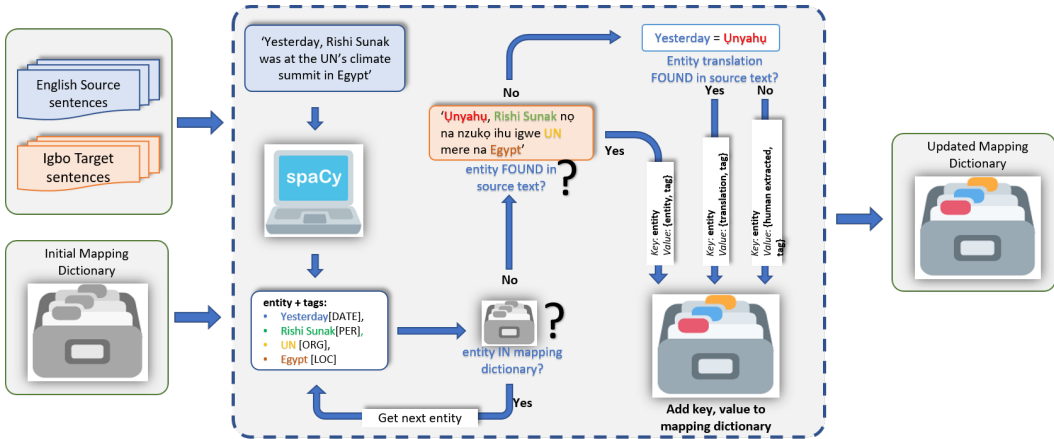 English Source
sentences
Igbo Target
sentences
Initial Mapping
Dictionary
‘Yesterday, Rishi Sunak
was at the UN’s climate
summit in Egypt’
spaCy
entity + tags:
• Yesterday[DATE],
• Rishi Sunak[PER],
• UN [ORG],
• Egypt [LOC]
Get next entity
Yes
entity IN mapping
dictionary?
?
No
‘Ụnyahụ, Rishi Sunak nọ
na nzukọ ihu igwe UN
mere na Egypt’
entity FOUND in
source text?
?
No
Yes
Yesterday = Ụnyahụ
Entity translation
FOUND in source text?
Yes
No
Key: entity
Value: {entity, tag}
Key: entity
Value: {translation, tag}
Key: entity
Value: {human extracted,
tag}
Add key, value to
mapping dictionary
Updated Mapping
Dictionary